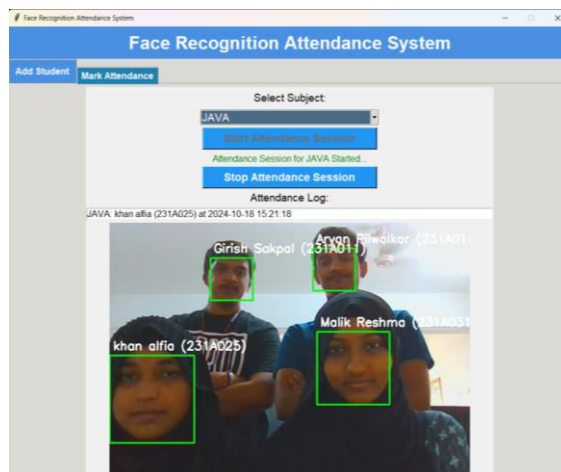 Face Recognition Attendance System
Face Recognition Attendance System
Add Student
Mark Attendance
Select Subject:
JAVA
Start Attendance Session
Attendance Session for JAVA Started...
Stop Attendance Session
Attendance Log:
JAVA: khan alfia (231A025) at 2024-10-18 15:21:18
Girish Sakpal (231A011)
Aryan
Malik Reshma (231A031
khan alfia (231A025)